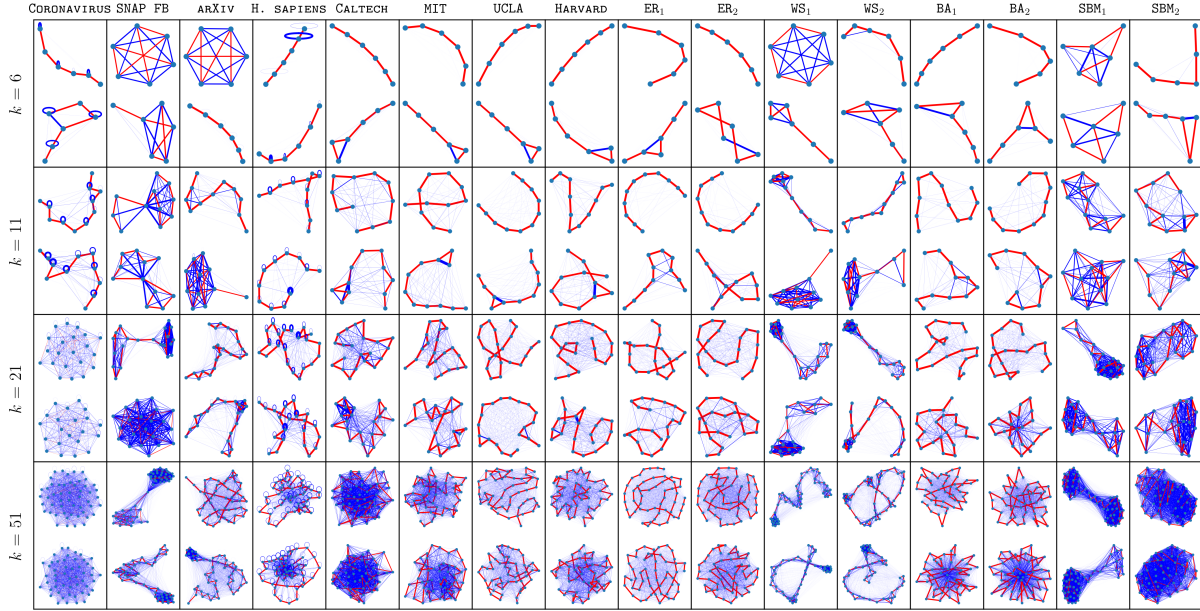 CORONAVIRUS SNAP FB ARXIV H. SAPIENS CALTECH MIT UCLA HARVARD ER₁ ER₂ WS₁ WS₂ BA₁ BA₂ SBM₁ SBM₂
k = 6
k = 11
k = 21
k = 51